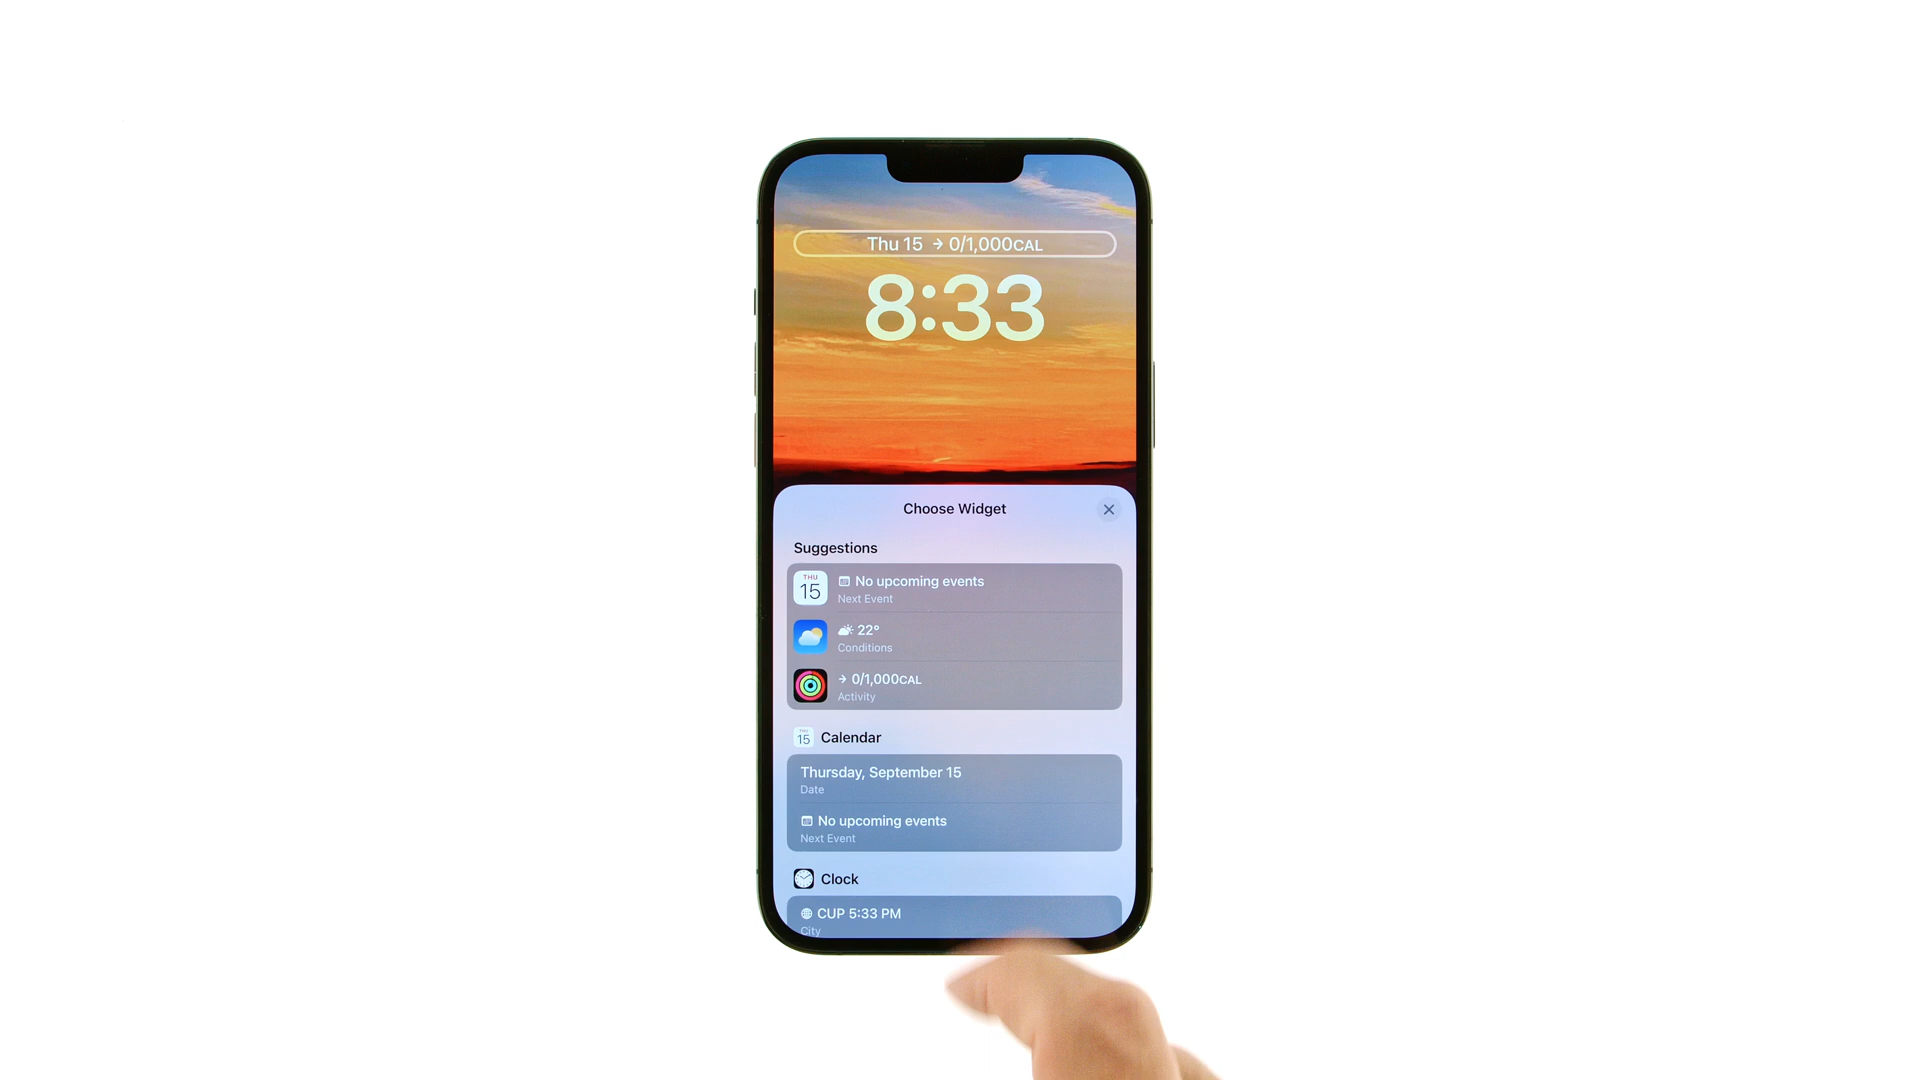 Thu 15 → 0/1,000CAL
8:33
Choose Widget
Suggestions
THU
15
No upcoming events
Next Event
22°
Conditions
→ 0/1,000CAL
Activity
THU
15
Calendar
Thursday, September 15
Date
No upcoming events
Next Event
Clock
CUP 5:33 PM
City